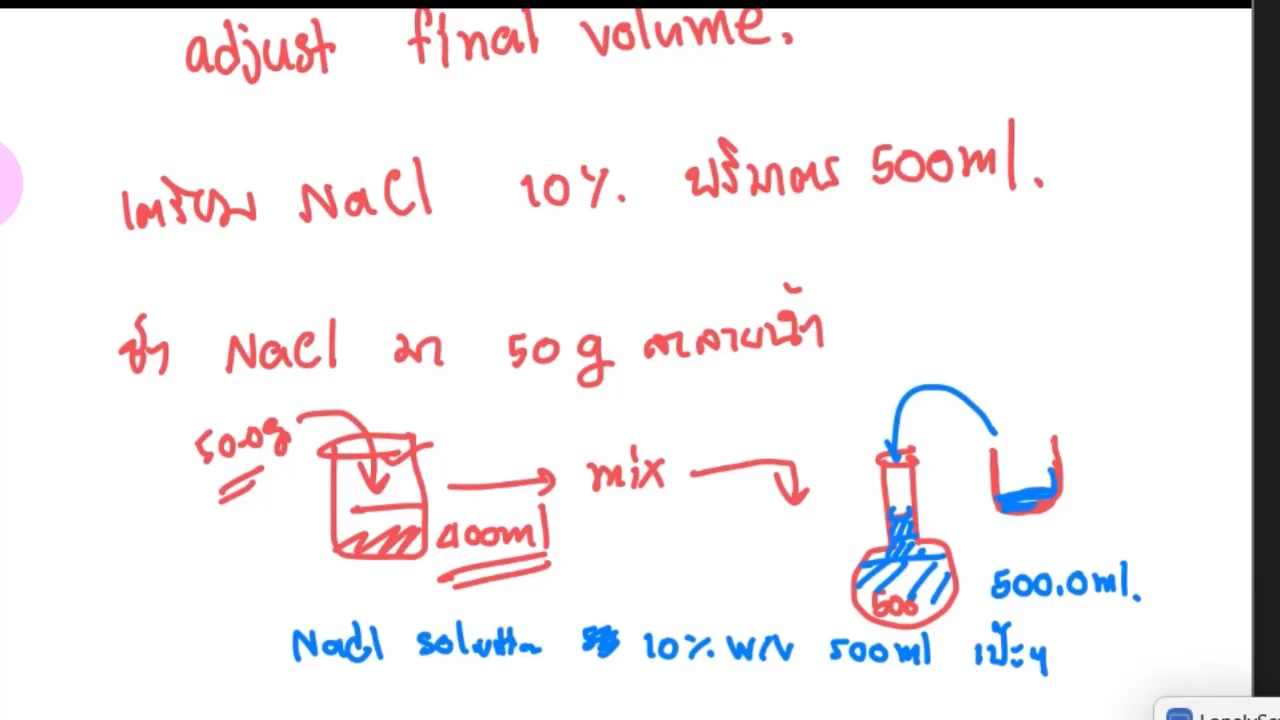 adjust final volume.
เตรียม NaCl 10%. ปริมาตร 500ml.
ชั่ง NaCl มา 50g ละลายน้ำ
50.0g
mix
400ml
500
500.0ml.
NaCl solution 10% W/V 500ml เป๊ะๆ